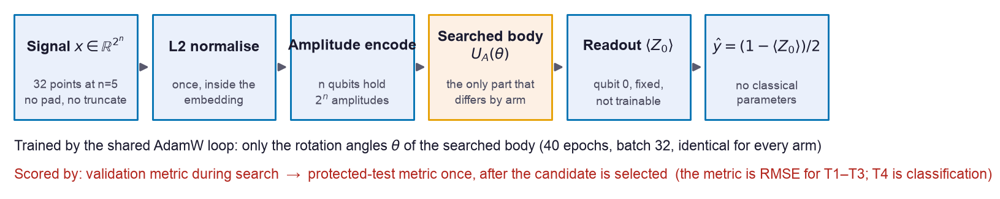 Signal x ∈ ℝ^{2^n}
32 points at n=5
no pad, no truncate
L2 normalise
once, inside the
embedding
Amplitude encode
n qubits hold
2^n amplitudes
Searched body
U_A(θ)
the only part that
differs by arm
Readout ⟨Z_0⟩
qubit 0, fixed,
not trainable
ŷ = (1 − ⟨Z_0⟩)/2
no classical
parameters
Trained by the shared AdamW loop: only the rotation angles θ of the searched body (40 epochs, batch 32, identical for every arm)
Scored by: validation metric during search → protected-test metric once, after the candidate is selected (the metric is RMSE for T1–T3; T4 is classification)